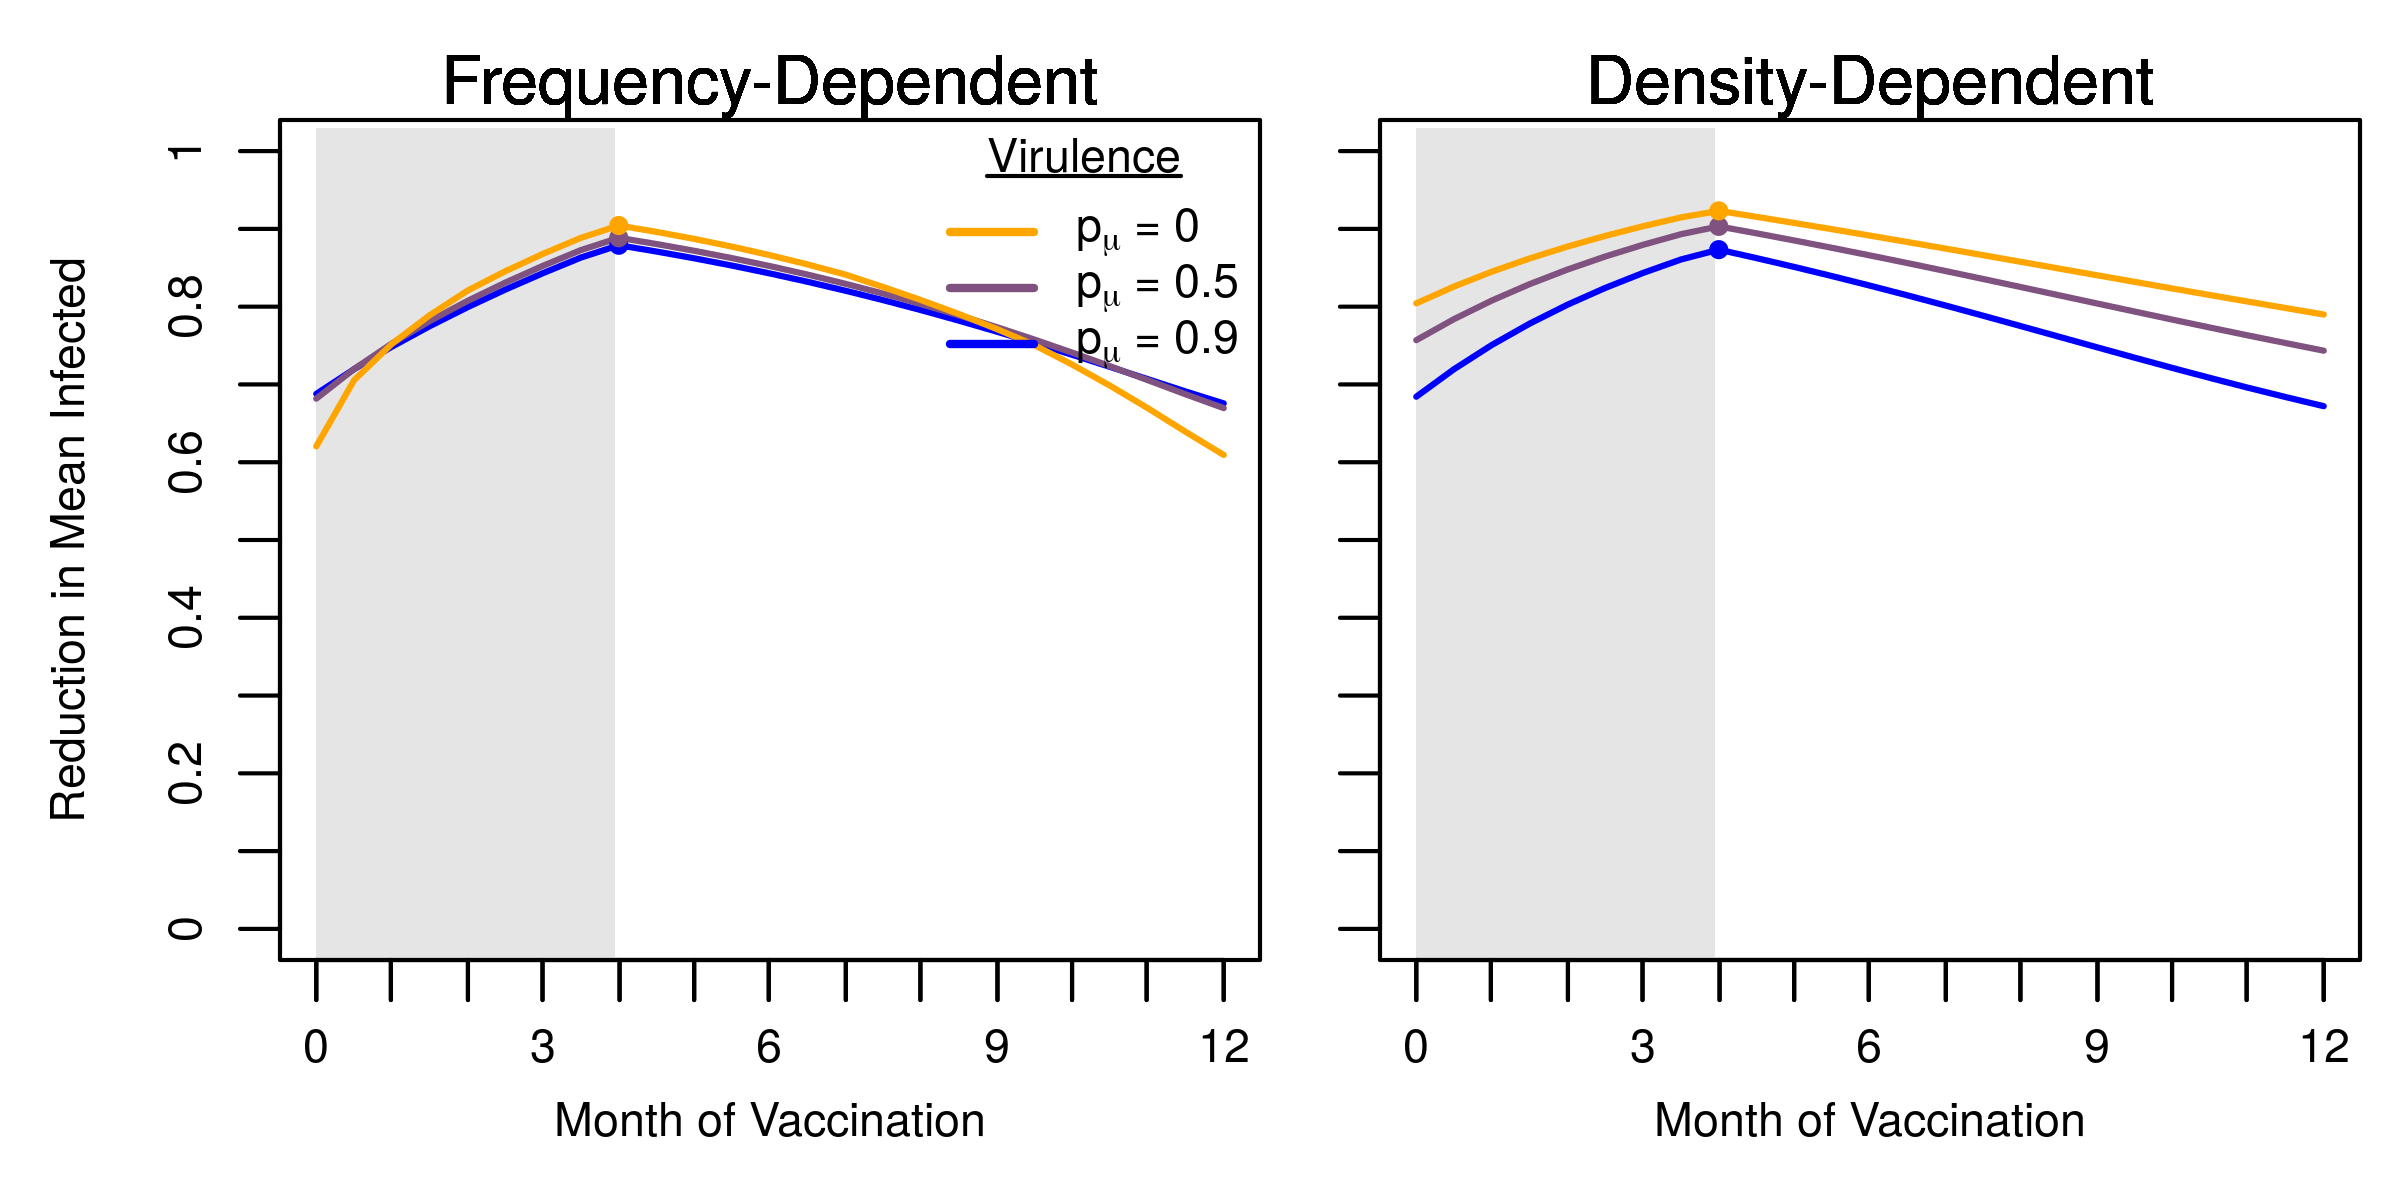 Frequency-Dependent
Density-Dependent
Reduction in Mean Infected
1
0.8
0.6
0.4
0.2
0
Virulence
pμ = 0
pμ = 0.5
pμ = 0.9
0 3 6 9 12
0 3 6 9 12
Month of Vaccination
Month of Vaccination